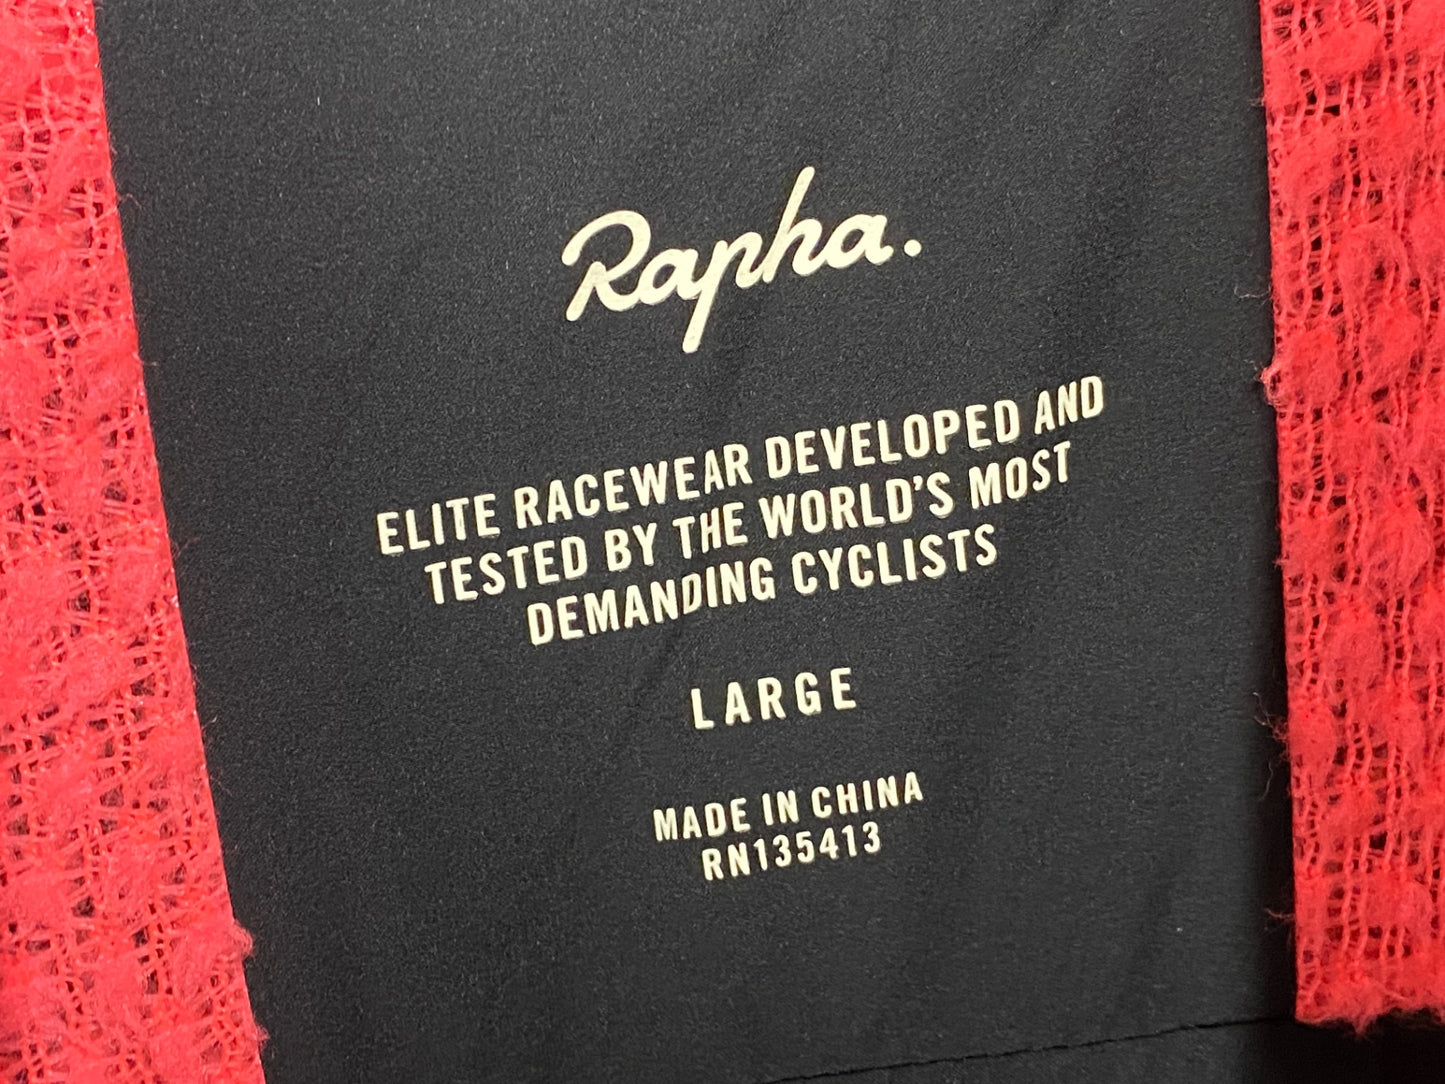 Rapha.
ELITE RACEWEAR DEVELOPED AND
TESTED BY THE WORLD'S MOST
DEMANDING CYCLISTS
LARGE
MADE IN CHINA
RN135413